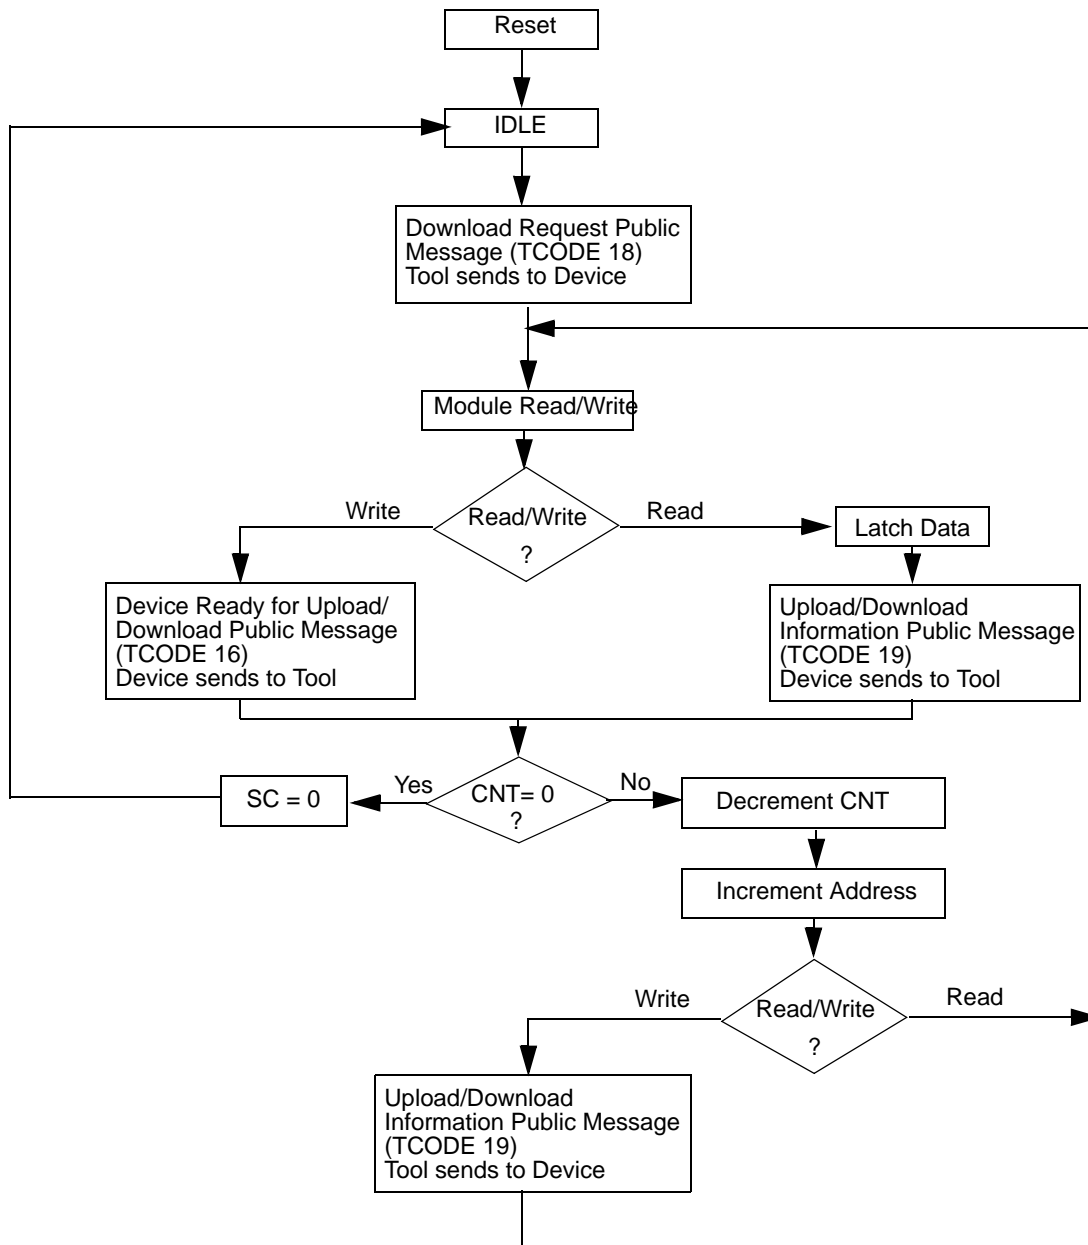 Reset
IDLE
Download Request Public
Message (TCODE 18)
Tool sends to Device
Module Read/Write
Write
Read/Write
?
Read
Latch Data
Device Ready for Upload/
Download Public Message
(TCODE 16)
Device sends to Tool
Upload/Download
Information Public Message
(TCODE 19)
Device sends to Tool
SC = 0
Yes
CNT= 0
?
No
Decrement CNT
Increment Address
Write
Read/Write
?
Read
Upload/Download
Information Public Message
(TCODE 19)
Tool sends to Device